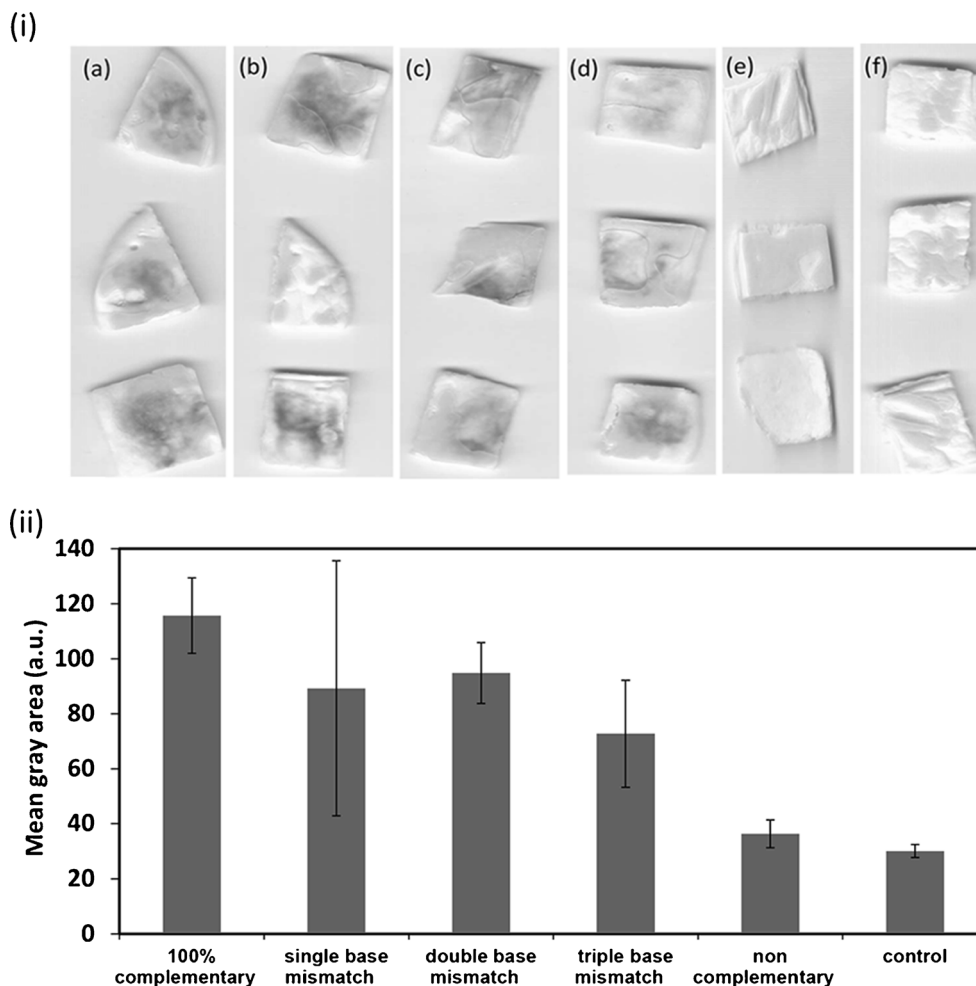 (i)
(a) (b) (c) (d) (e) (f)
(ii)
Mean gray area (a.u.)
140
120
100
80
60
40
20
0
100% complementary
single base mismatch
double base mismatch
triple base mismatch
non complementary
control